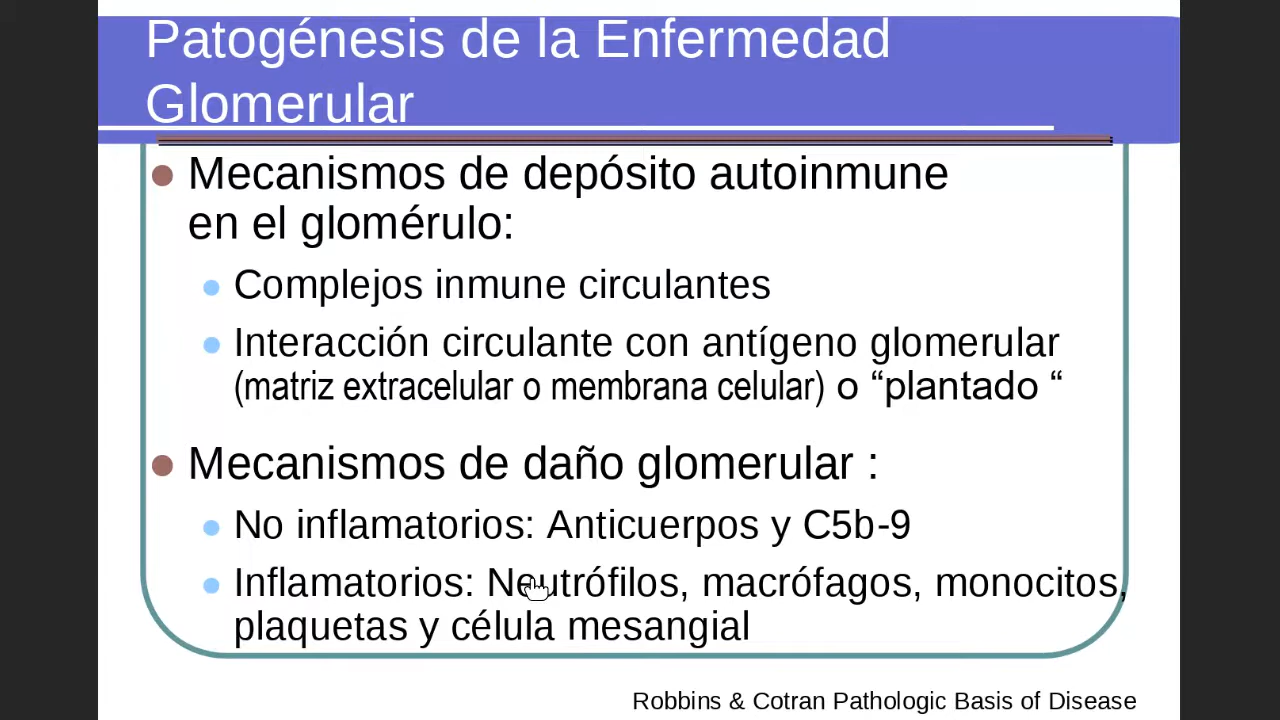 Patogénesis de la Enfermedad
Glomerular
Mecanismos de depósito autoinmune
en el glomérulo:
Complejos inmune circulantes
Interacción circulante con antígeno glomerular
(matriz extracelular o membrana celular) o “plantado “
Mecanismos de daño glomerular :
No inflamatorios: Anticuerpos y C5b-9
Inflamatorios: Neutrófilos, macrófagos, monocitos,
plaquetas y célula mesangial
Robbins & Cotran Pathologic Basis of Disease